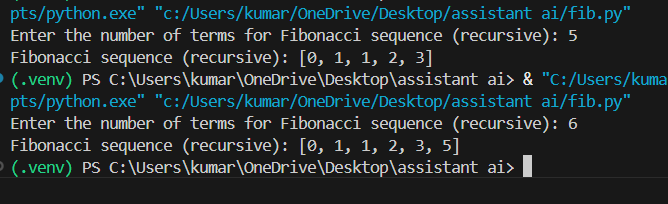 pts/python.exe" "c:/Users/kumar/OneDrive/Desktop/assistant ai/fib.py"
Enter the number of terms for Fibonacci sequence (recursive): 5
Fibonacci sequence (recursive): [0, 1, 1, 2, 3]
(.venv) PS C:\Users\kumar\OneDrive\Desktop\assistant ai> & "C:/Users/kuma
pts/python.exe" "c:/Users/kumar/OneDrive/Desktop/assistant ai/fib.py"
Enter the number of terms for Fibonacci sequence (recursive): 6
Fibonacci sequence (recursive): [0, 1, 1, 2, 3, 5]
(.venv) PS C:\Users\kumar\OneDrive\Desktop\assistant ai>